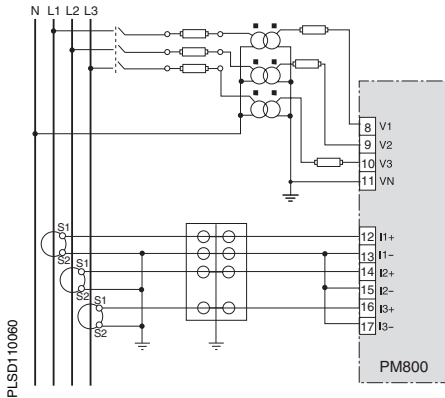 N L1 L2 L3
8 V1
9 V2
10 V3
11 VN
S1
S2
S1
S2
S1
S2
12 I1+
13 I1–
14 I2+
15 I2–
16 I3+
17 I3–
PM800
PLSD110060